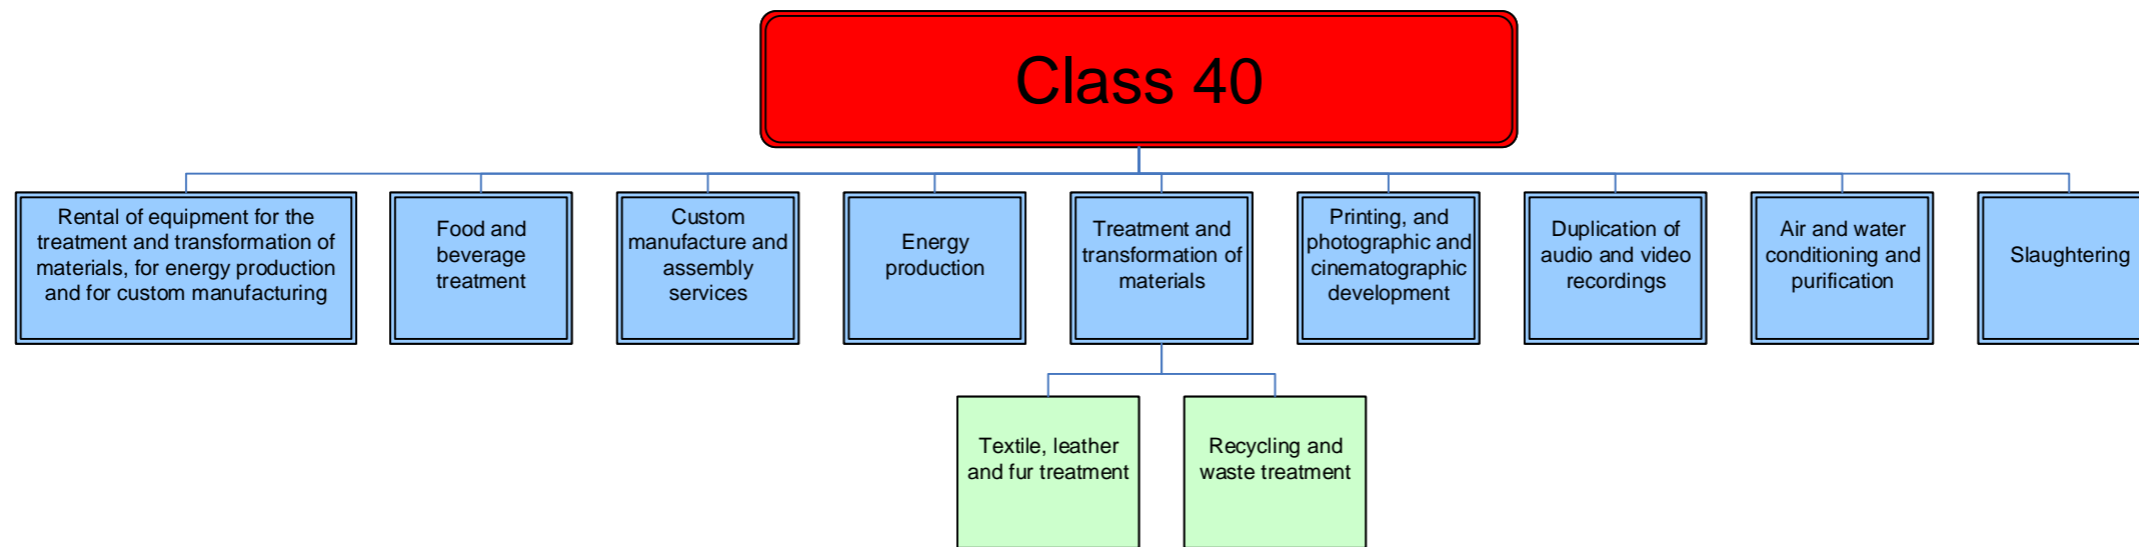 Class 40
Rental of equipment for the
treatment and transformation of
materials, for energy production
and for custom manufacturing
Food and
beverage
treatment
Custom
manufacture and
assembly
services
Energy
production
Treatment and
transformation of
materials
Printing, and
photographic and
cinematographic
development
Duplication of
audio and video
recordings
Air and water
conditioning and
purification
Slaughtering
Textile, leather
and fur treatment
Recycling and
waste treatment